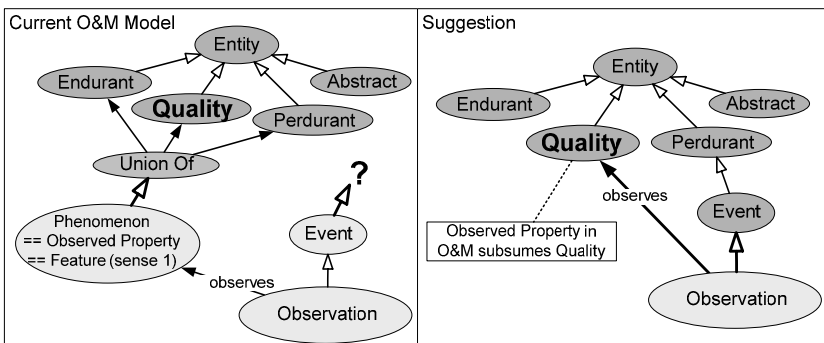 Current O&M Model
Entity
Endurant
Abstract
Quality
Perdurant
Union Of
?
Phenomenon
== Observed Property
== Feature (sense 1)
Event
observes
Observation
Suggestion
Entity
Endurant
Abstract
Quality
Perdurant
observes
Event
Observed Property in
O&M subsumes Quality
Observation